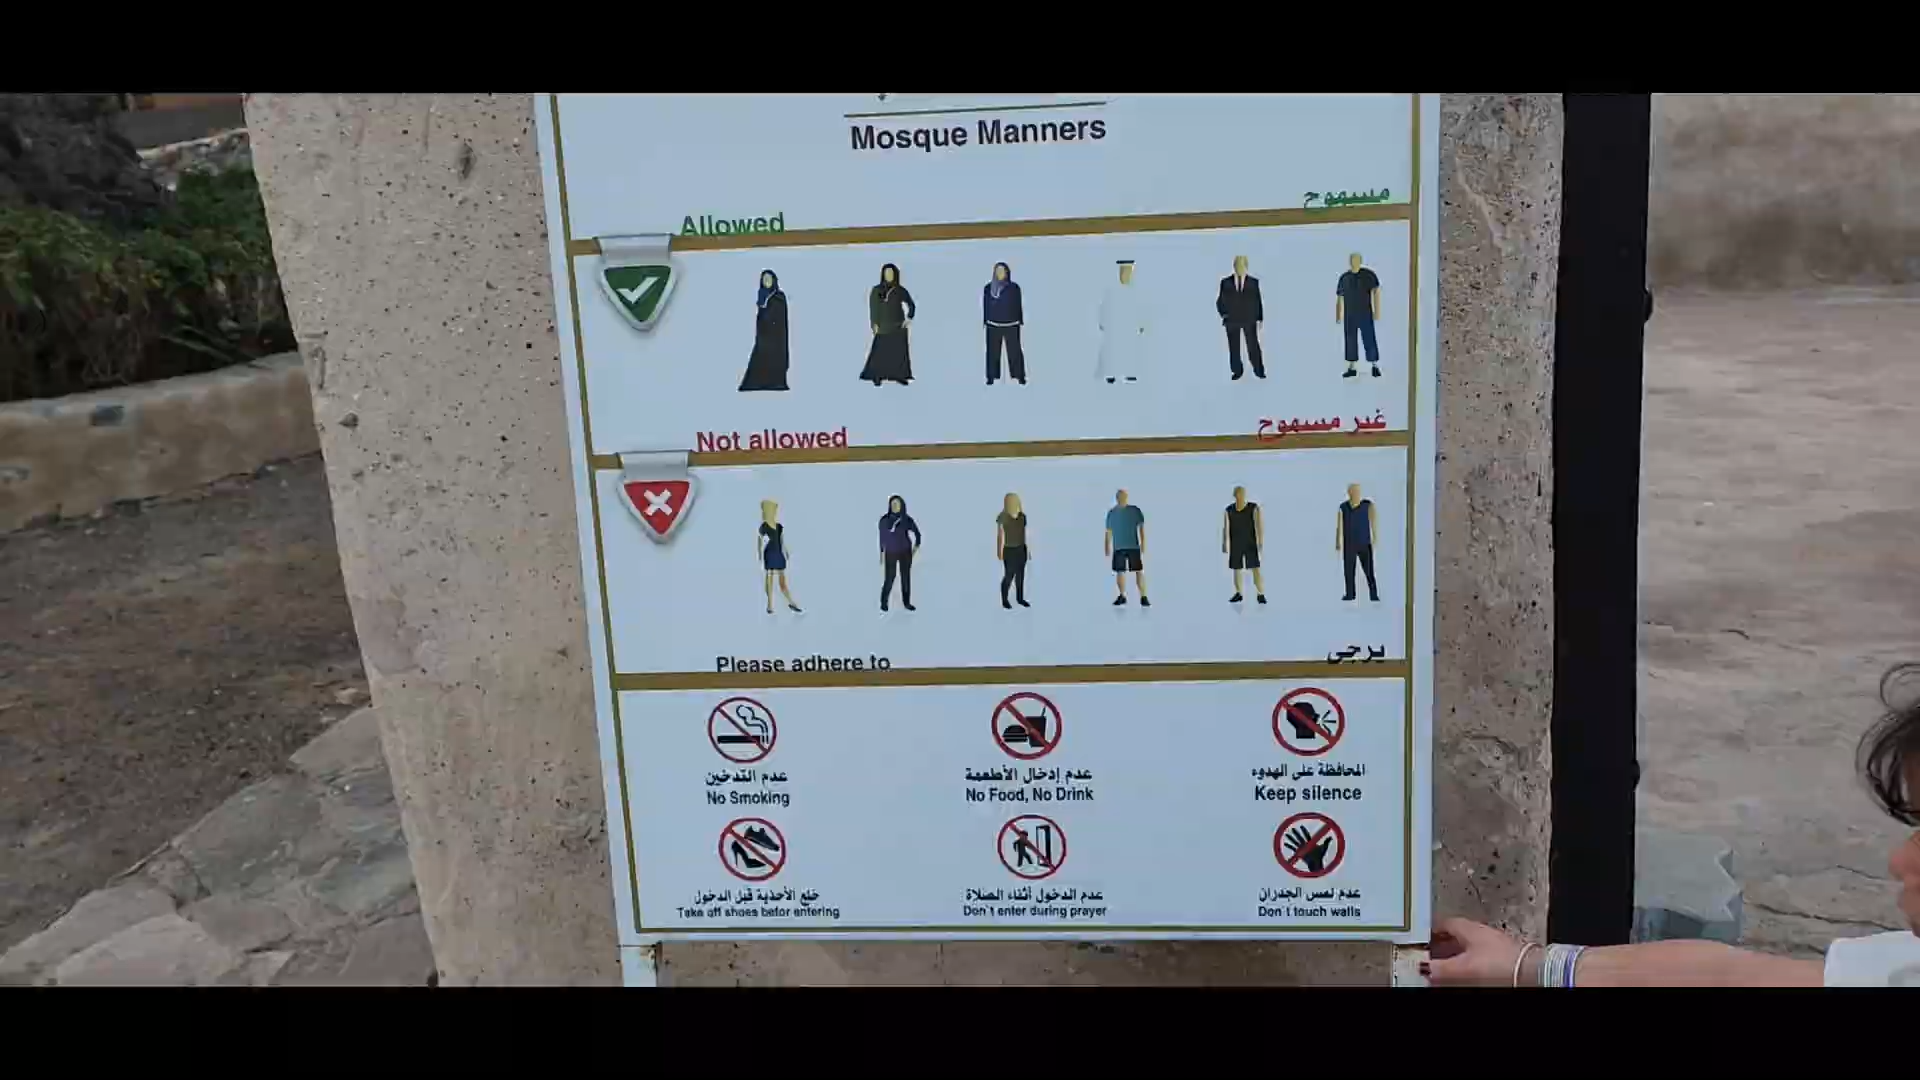 Mosque Manners
Allowed
مسموح
Not allowed
غير مسموح
Please adhere to
يرجى
عدم التدخين
No Smoking
عدم إدخال الأطعمة
No Food, No Drink
المحافظة على الهدوء
Keep silence
خلع الأحذية قبل الدخول
Take off shoes befor entering
عدم الدخول أثناء الصلاة
Don't enter during prayer
عدم لمس الجدران
Don't touch walls